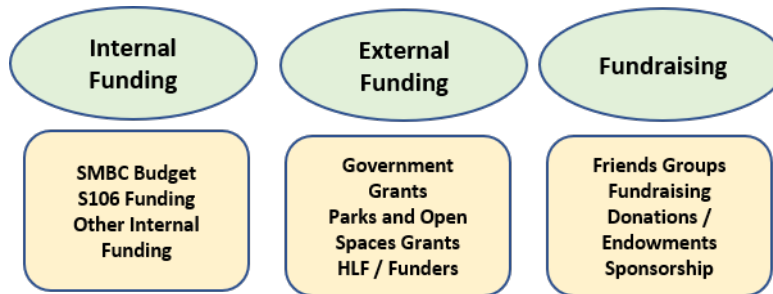 Internal
Funding
External
Funding
Fundraising
SMBC Budget
S106 Funding
Other Internal
Funding
Government
Grants
Parks and Open
Spaces Grants
HLF / Funders
Friends Groups
Fundraising
Donations /
Endowments
Sponsorship